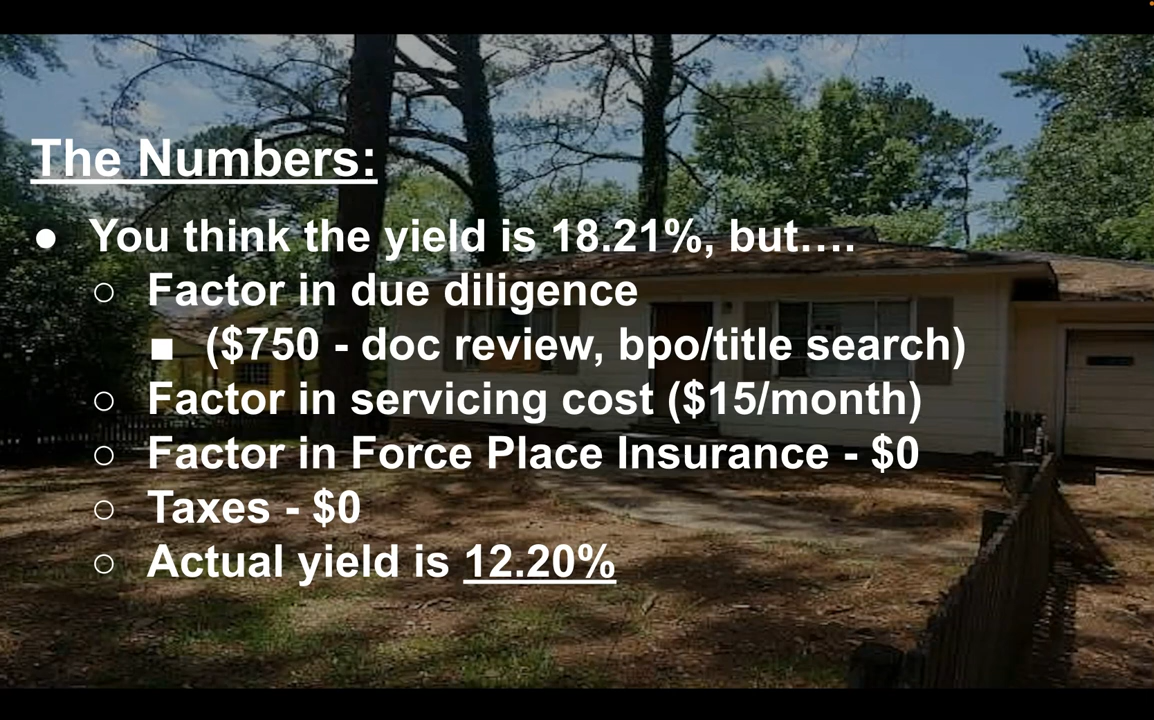 The Numbers:
● You think the yield is 18.21%, but….
○ Factor in due diligence
■ ($750 - doc review, bpo/title search)
○ Factor in servicing cost ($15/month)
○ Factor in Force Place Insurance - $0
○ Taxes - $0
○ Actual yield is 12.20%